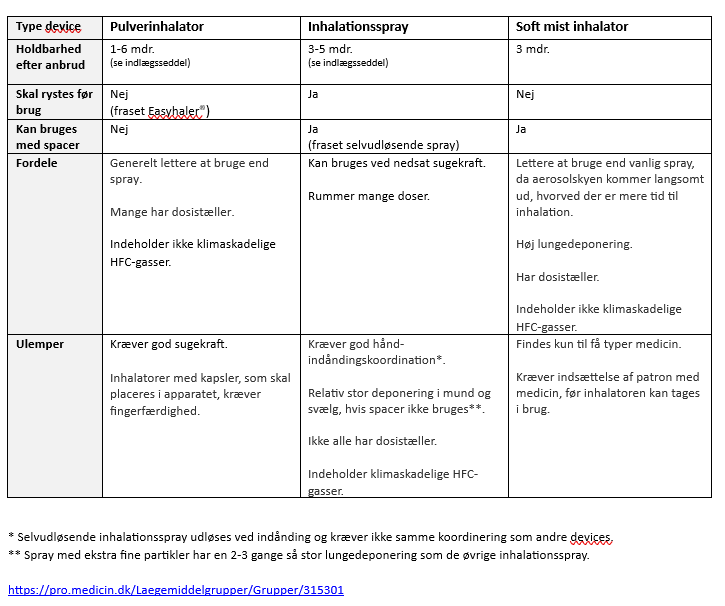 Type device
Pulverinhalator
Inhalationsspray
Soft mist inhalator
Holdbarhed
efter anbrud
1-6 mdr.
(se indlægsseddel)
3-5 mdr.
(se indlægsseddel)
3 mdr.
Skal rystes før
brug
Nej
(fraset Easyhaler®)
Ja
Nej
Kan bruges
med spacer
Nej
Ja
(fraset selvudløsende spray)
Ja
Fordele
Generelt lettere at bruge end
spray.
Mange har dosistæller.
Indeholder ikke klimaskadelige
HFC-gasser.
Kan bruges ved nedsat sugekraft.
Rummer mange doser.
Lettere at bruge end vanlig spray,
da aerosolskyen kommer langsomt
ud, hvorved der er mere tid til
inhalation.
Høj lungedeponering.
Har dosistæller.
Indeholder ikke klimaskadelige
HFC-gasser.
Ulemper
Kræver god sugekraft.
Inhalatorer med kapsler, som skal
placeres i apparatet, kræver
fingerfærdighed.
Kræver god hånd-
indåndingskoordination*.
Relativ stor deponering i mund og
svælg, hvis spacer ikke bruges**.
Ikke alle har dosistæller.
Indeholder klimaskadelige HFC-
gasser.
Findes kun til få typer medicin.
Kræver indsættelse af patron med
medicin, før inhalatoren kan tages
i brug.
* Selvudløsende inhalationsspray udløses ved indånding og kræver ikke samme koordinering som andre devices.
** Spray med ekstra fine partikler har en 2-3 gange så stor lungedeponering som de øvrige inhalationsspray.
https://pro.medicin.dk/Laegemiddelgrupper/Grupper/315301